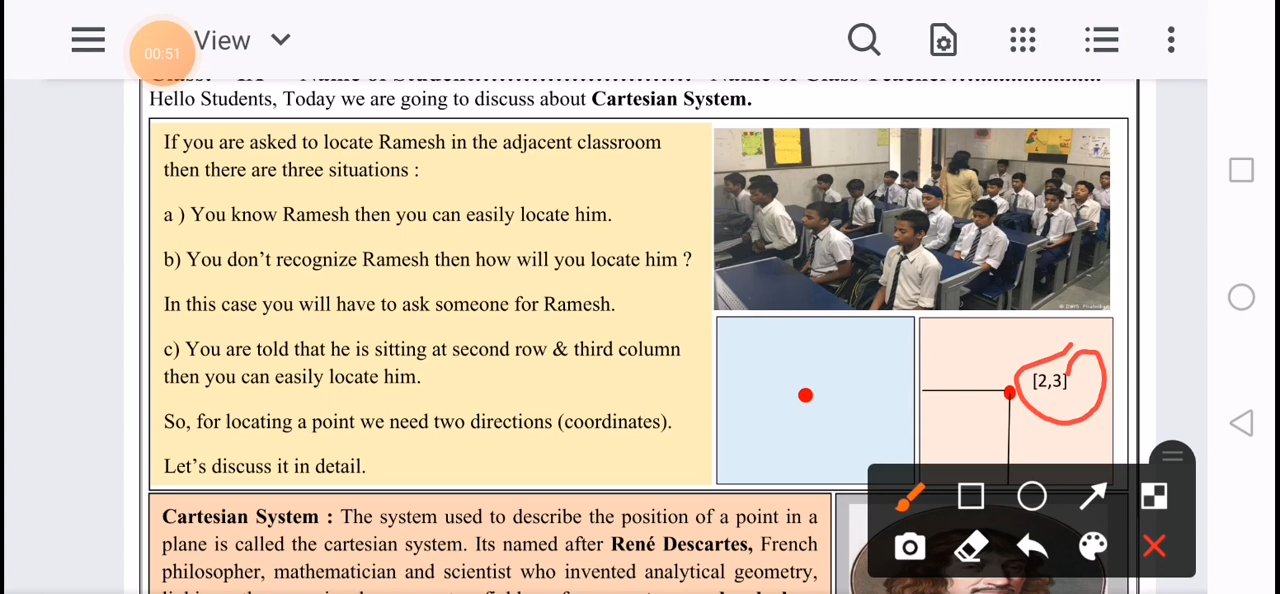 00:51
View
Hello Students, Today we are going to discuss about Cartesian System.
If you are asked to locate Ramesh in the adjacent classroom
then there are three situations :
a ) You know Ramesh then you can easily locate him.
b) You don’t recognize Ramesh then how will you locate him ?
In this case you will have to ask someone for Ramesh.
c) You are told that he is sitting at second row & third column
then you can easily locate him.
So, for locating a point we need two directions (coordinates).
Let’s discuss it in detail.
[2,3]
Cartesian System : The system used to describe the position of a point in a
plane is called the cartesian system. Its named after René Descartes, French
philosopher, mathematician and scientist who invented analytical geometry,